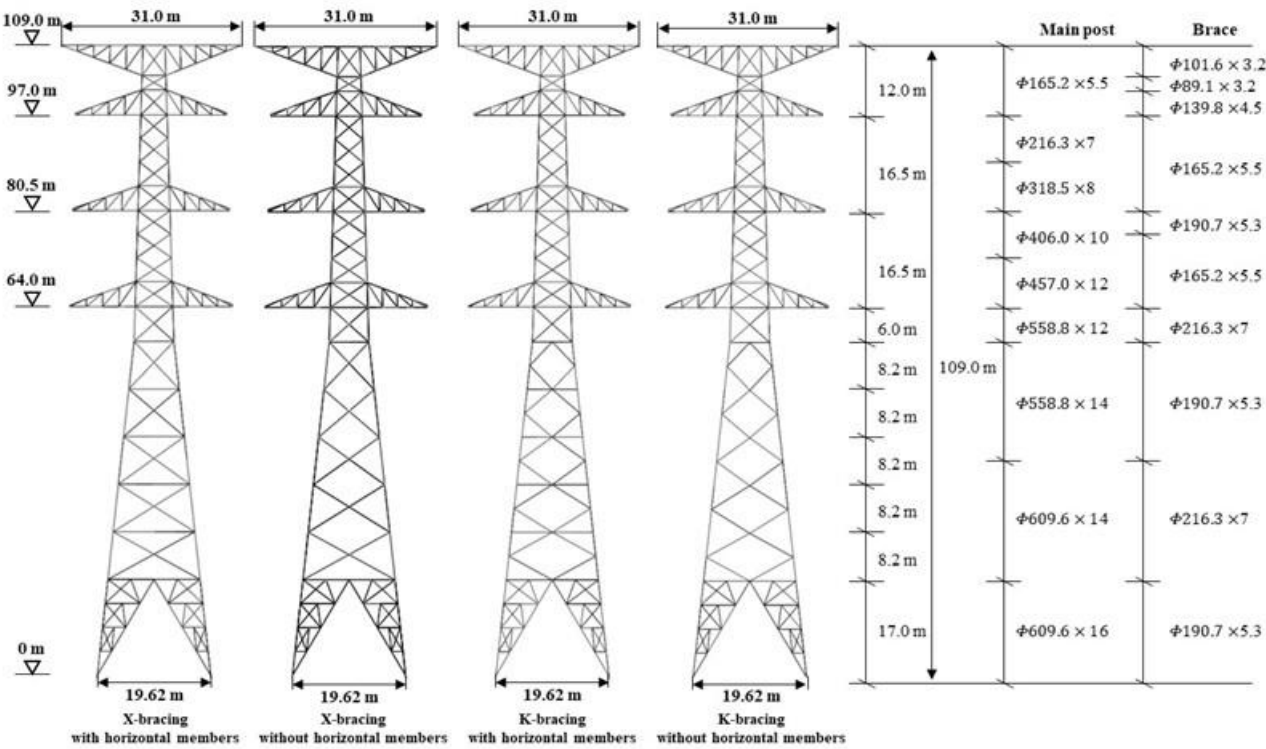 109.0 m
97.0 m
80.5 m
64.0 m
0 m
31.0 m
19.62 m
X-bracing
with horizontal members
31.0 m
19.62 m
X-bracing
without horizontal members
31.0 m
19.62 m
K-bracing
with horizontal members
31.0 m
19.62 m
K-bracing
without horizontal members
12.0 m
16.5 m
16.5 m
6.0 m
8.2 m
8.2 m
8.2 m
8.2 m
8.2 m
17.0 m
109.0 m
Main post
Φ165.2 ×5.5
Φ216.3 ×7
Φ318.5 ×8
Φ406.0 × 10
Φ457.0 × 12
Φ558.8 × 12
Φ558.8 × 14
Φ609.6 × 14
Φ609.6 × 16
Brace
Φ101.6 × 3.2
Φ89.1 × 3.2
Φ139.8 × 4.5
Φ165.2 ×5.5
Φ190.7 ×5.3
Φ165.2 ×5.5
Φ216.3 ×7
Φ190.7 ×5.3
Φ216.3 ×7
Φ190.7 ×5.3